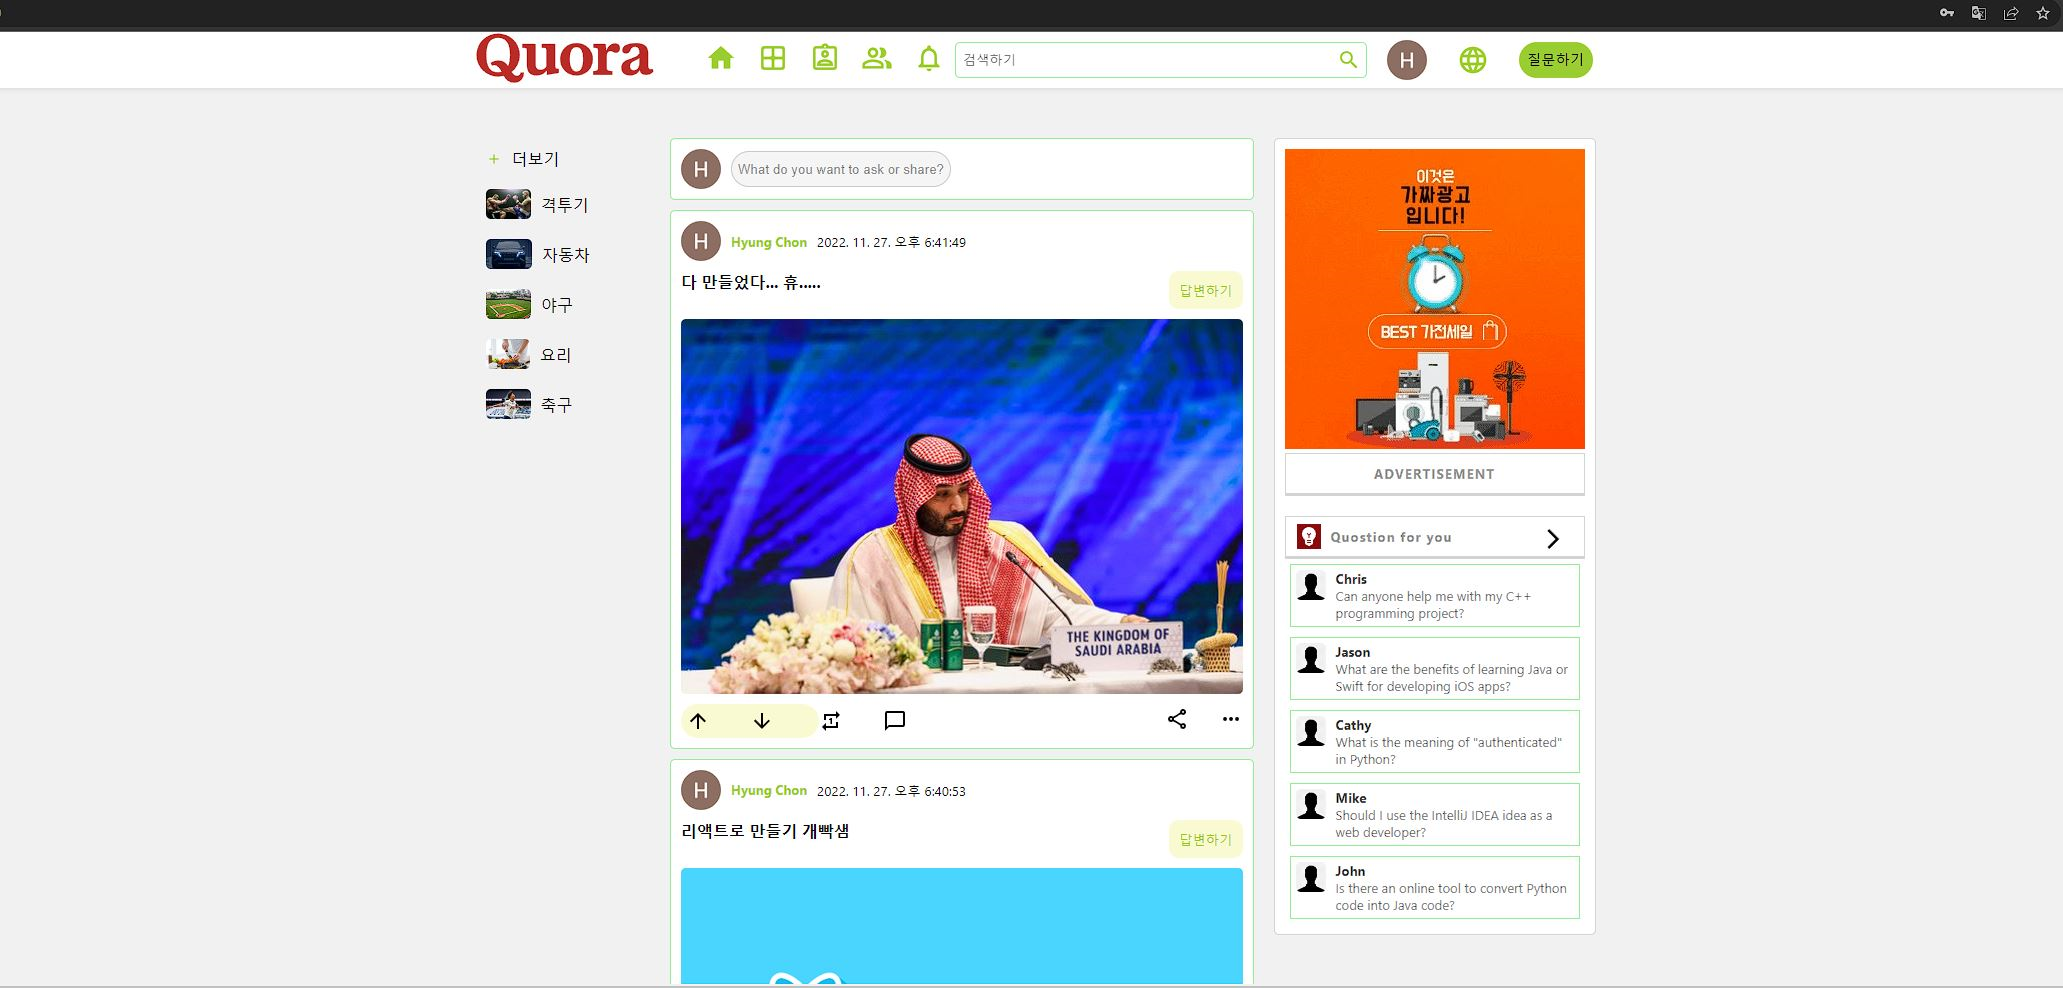 Quora
검색하기
H
질문하기
더보기
격투기
자동차
야구
요리
축구
H
What do you want to ask or share?
H
Hyung Chon 2022. 11. 27. 오후 6:41:49
다 만들었다... 휴.....
답변하기
THE KINGDOM OF
SAUDI ARABIA
1
H
Hyung Chon 2022. 11. 27. 오후 6:40:53
리액트로 만들기 개빡샘
답변하기
이것은
가짜광고
입니다!
BEST 가전세일
ADVERTISEMENT
Quostion for you
Chris
Can anyone help me with my C++
programming project?
Jason
What are the benefits of learning Java or
Swift for developing iOS apps?
Cathy
What is the meaning of "authenticated"
in Python?
Mike
Should I use the IntelliJ IDEA idea as a
web developer?
John
Is there an online tool to convert Python
code into Java code?